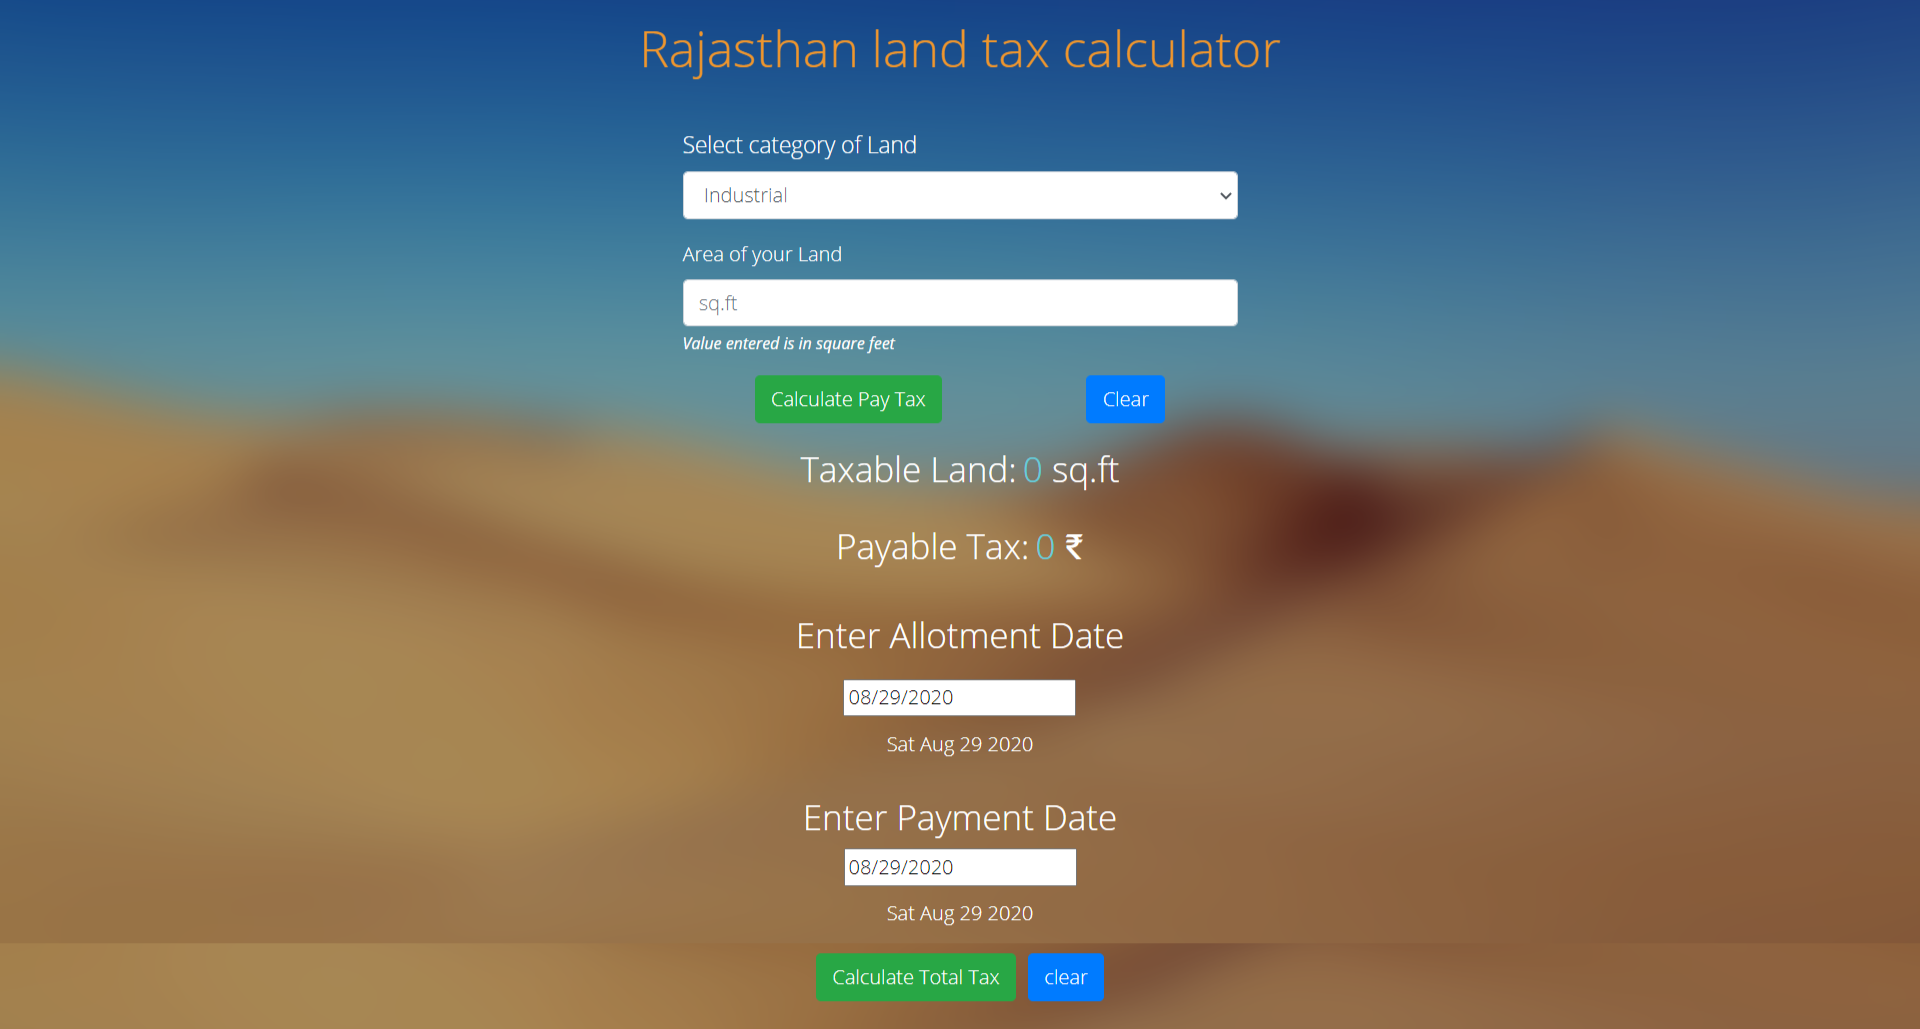 Rajasthan land tax calculator
Select category of Land
Industrial
Area of your Land
sq.ft
Value entered is in square feet
Calculate Pay Tax Clear
Taxable Land: 0 sq.ft
Payable Tax: 0 ₹
Enter Allotment Date
08/29/2020
Sat Aug 29 2020
Enter Payment Date
08/29/2020
Sat Aug 29 2020
Calculate Total Tax clear